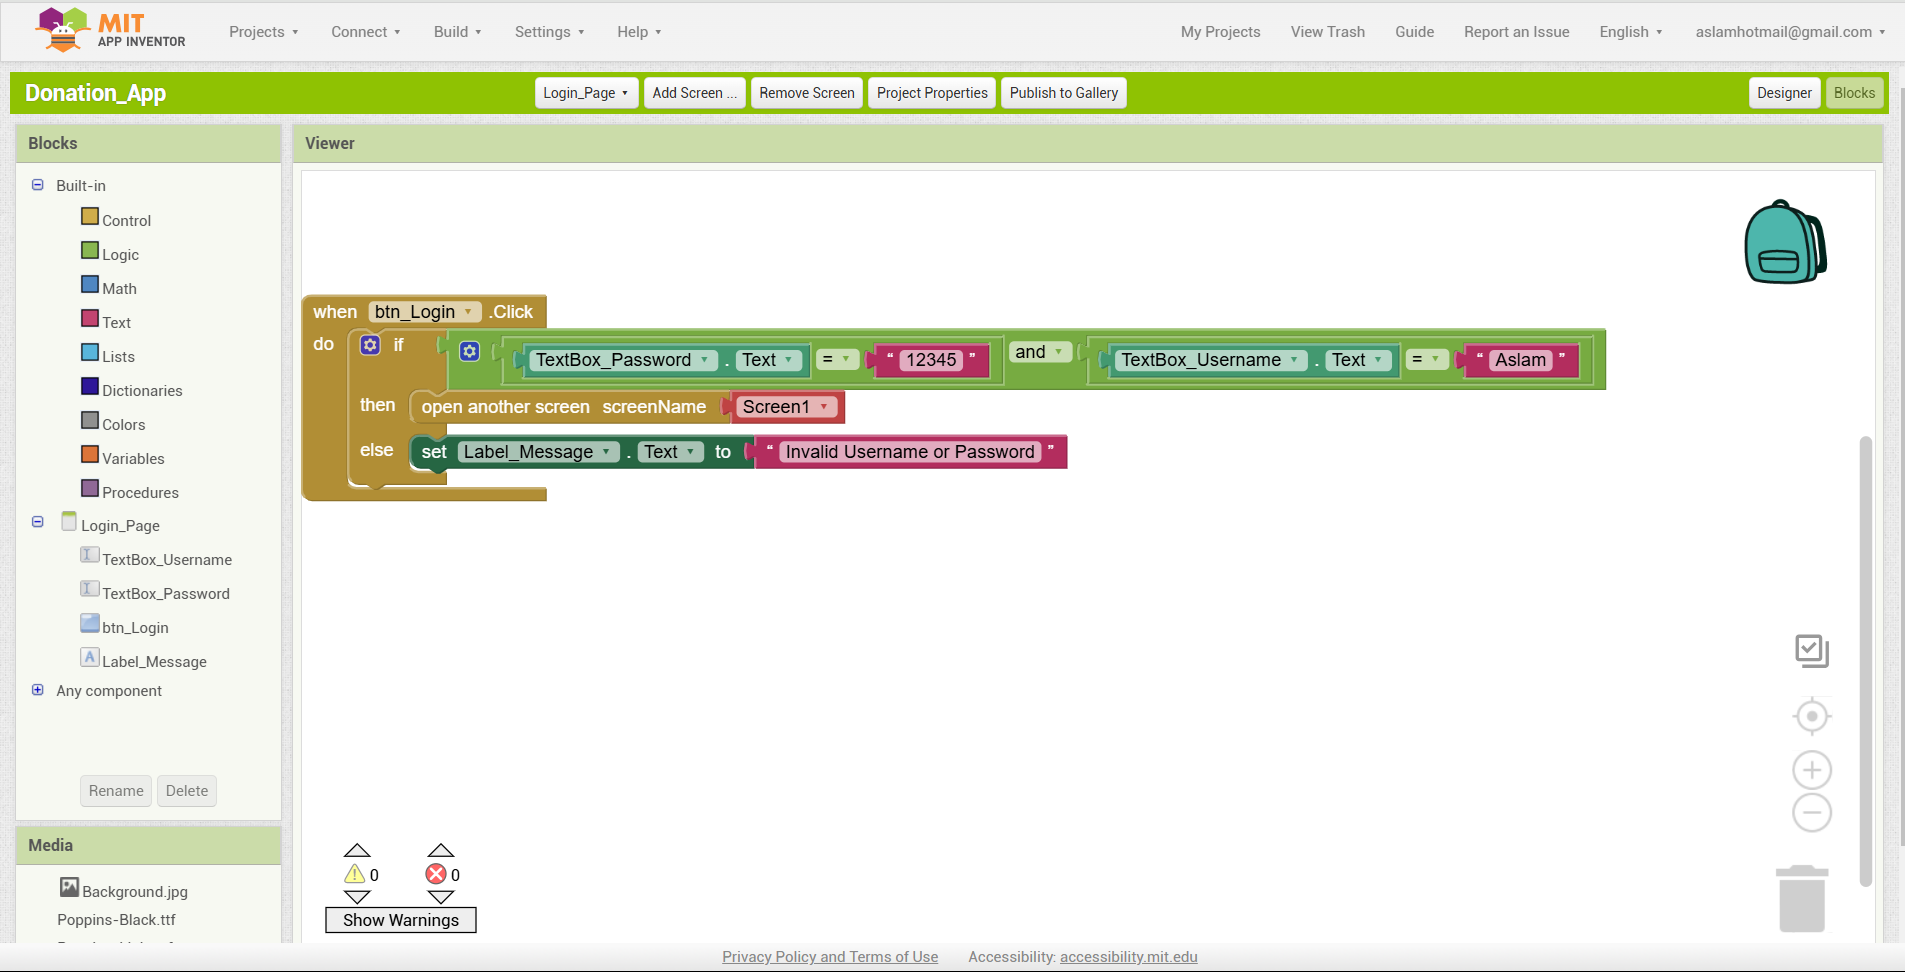 MIT
APP INVENTOR
Projects Connect Build Settings Help My Projects View Trash Guide Report an Issue English aslamhotmail@gmail.com
Donation_App Login_Page Add Screen ... Remove Screen Project Properties Publish to Gallery Designer Blocks
Blocks
Built-in
Control
Logic
Math
Text
Lists
Dictionaries
Colors
Variables
Procedures
Login_Page
TextBox_Username
TextBox_Password
btn_Login
Label_Message
Any component
Rename Delete
Media
Background.jpg
Poppins-Black.ttf
Viewer
when btn_Login .Click
do if TextBox_Password . Text = “ 12345 ” and TextBox_Username . Text = “ Aslam ”
then open another screen screenName Screen1
else set Label_Message . Text to “ Invalid Username or Password ”
0 0
Show Warnings
Privacy Policy and Terms of Use Accessibility: accessibility.mit.edu